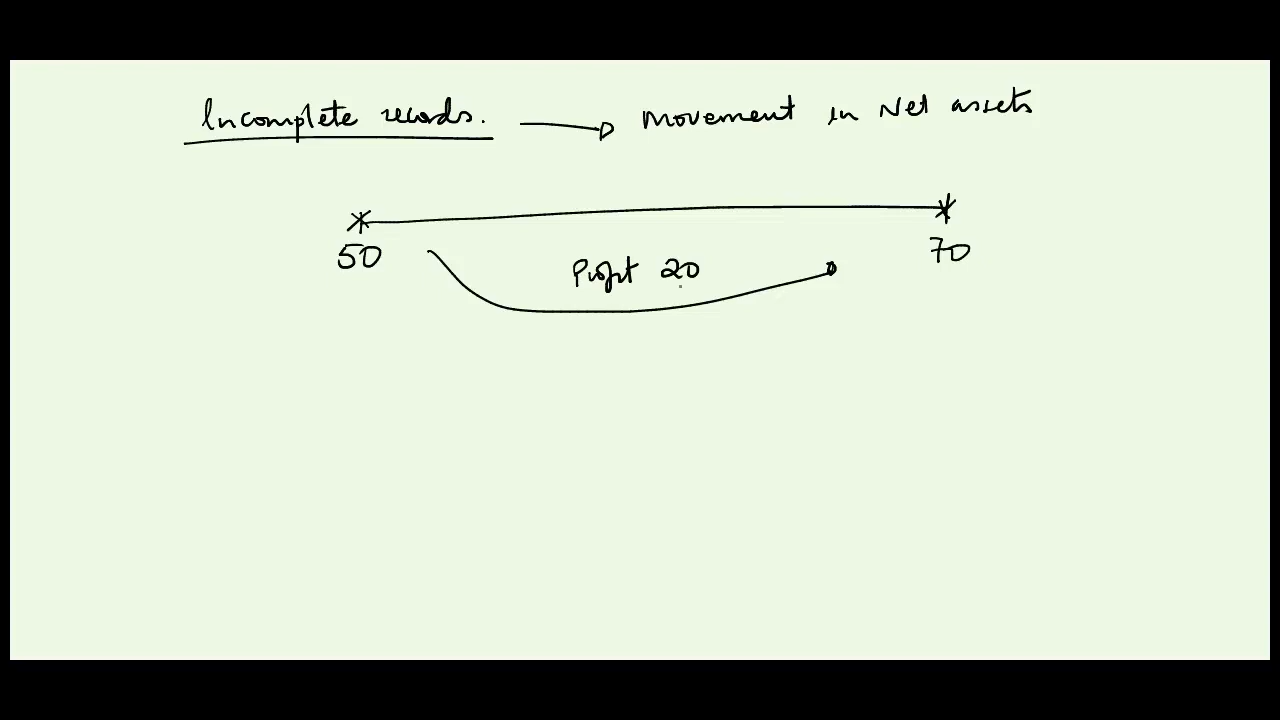 Incomplete records. → Movement in Net assets
50 Profit 20 70